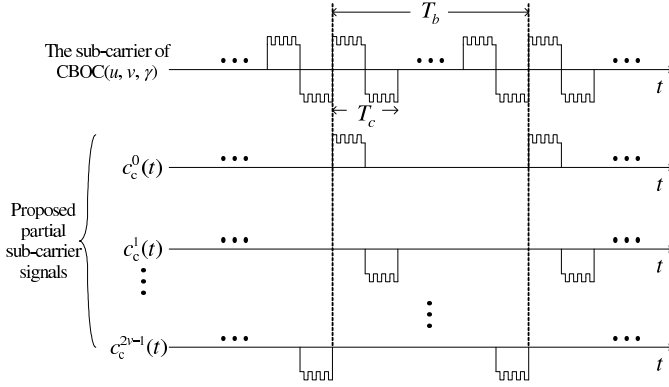 T_b
The sub-carrier of
CBOC(u, v, γ)
t
T_c
c_c^0(t)
t
Proposed
partial
sub-carrier
signals
c_c^1(t)
t
c_c^{2v-1}(t)
t